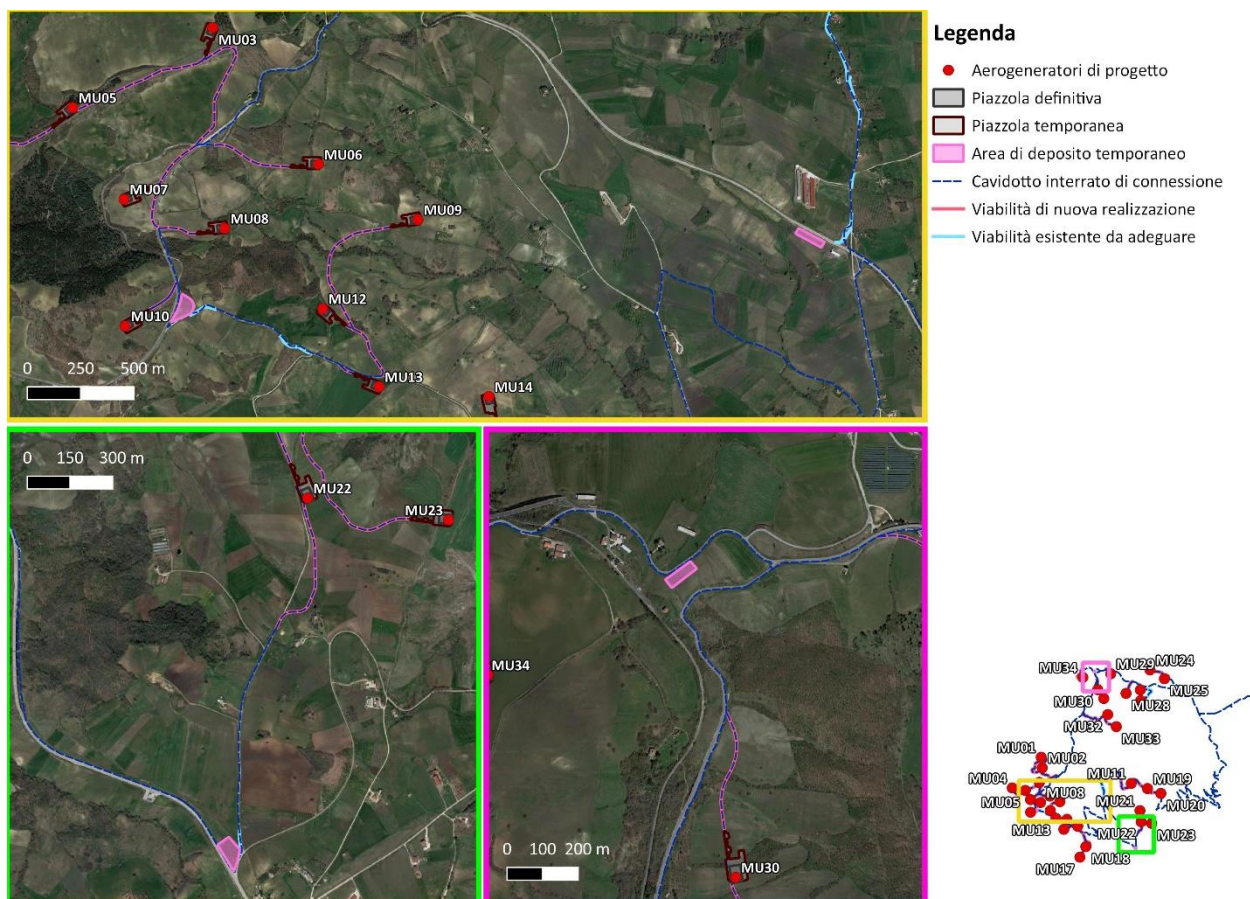 MU03
MU05
MU06
MU07
MU08
MU09
MU12
MU10
MU13
MU14
0 250 500 m
Legenda
Aerogeneratori di progetto
Piazzola definitiva
Piazzola temporanea
Area di deposito temporaneo
Cavidotto interrato di connessione
Viabilità di nuova realizzazione
Viabilità esistente da adeguare
0 150 300 m
MU22
MU23
MU34
MU30
0 100 200 m
MU34
MU29
MU24
MU25
MU30
MU28
MU32
MU33
MU01
MU02
MU04
MU11
MU19
MU05
MU08
MU20
MU21
MU13
MU22
MU23
MU18
MU17